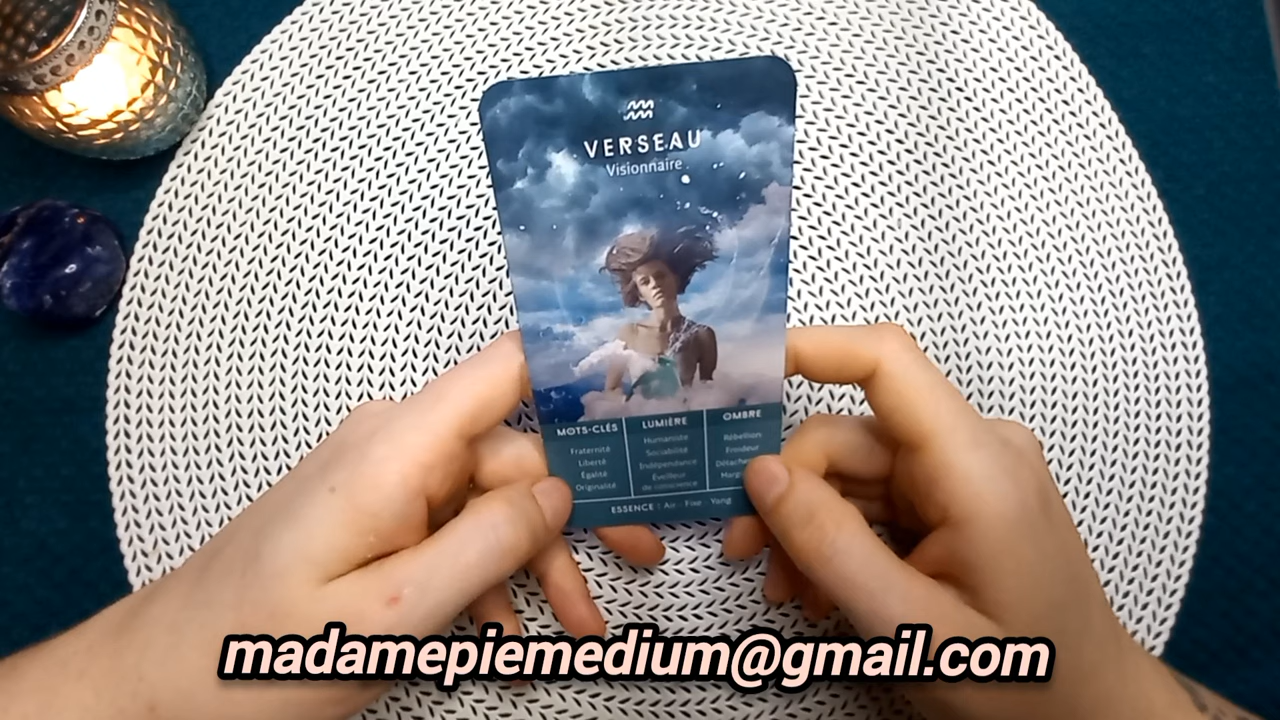 VERSEAU
Visionnaire
MOTS-CLÉS
Fraternité
Liberté
Égalité
Originalité
LUMIÈRE
Humaniste
Sociabilité
Indépendance
Éveilleur
de conscience
OMBRE
Rébellion
Froideur
ESSENCE : Air - Fixe - Yang
madamepiemedium@gmail.com